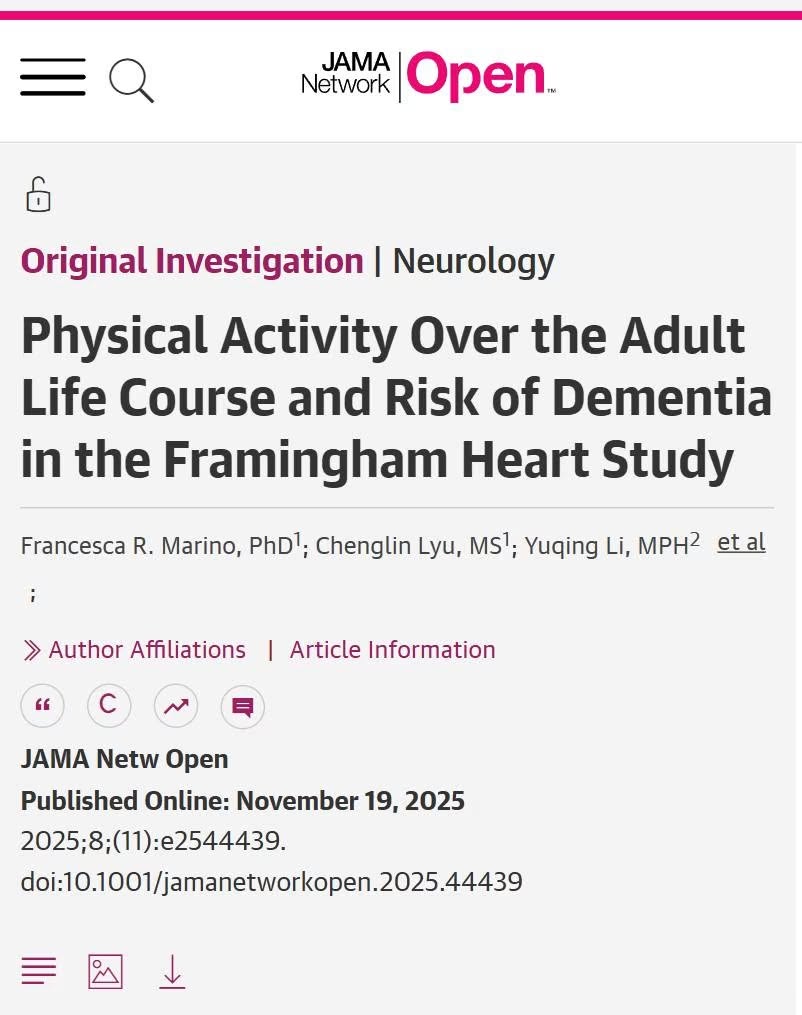 JAMA
Network
Open™
Original Investigation | Neurology
Physical Activity Over the Adult
Life Course and Risk of Dementia
in the Framingham Heart Study
Francesca R. Marino, PhD1; Chenglin Lyu, MS1; Yuqing Li, MPH2 et al
;
Author Affiliations | Article Information
“ C
JAMA Netw Open
Published Online: November 19, 2025
2025;8;(11):e2544439.
doi:10.1001/jamanetworkopen.2025.44439